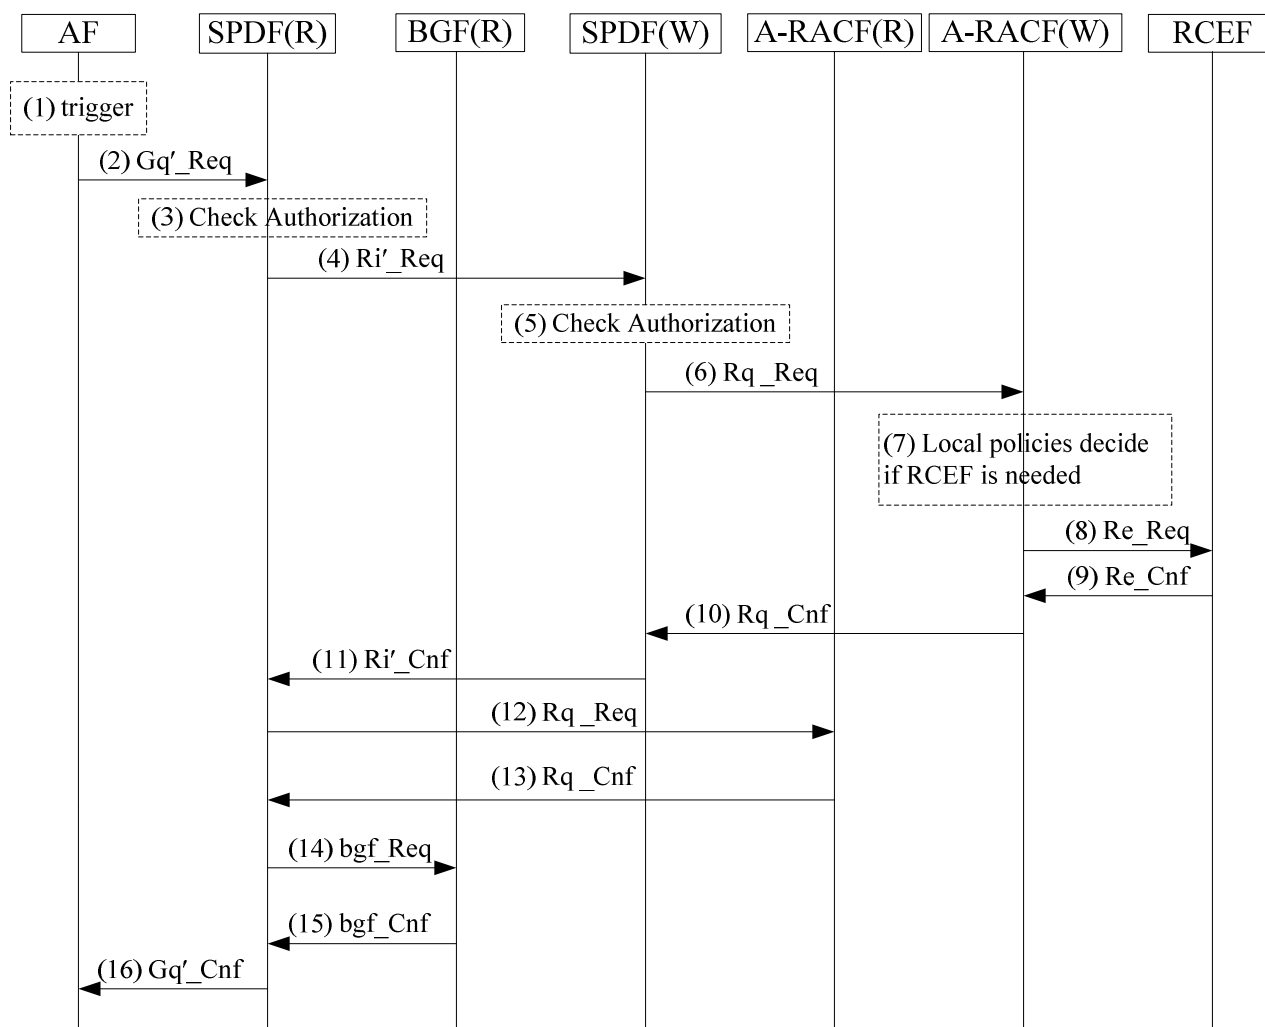 AF
SPDF(R)
BGF(R)
SPDF(W)
A-RACF(R)
A-RACF(W)
RCEF
(1) trigger
(2) Gq′_Req
(3) Check Authorization
(4) Ri′_Req
(5) Check Authorization
(6) Rq _Req
(7) Local policies decide
if RCEF is needed
(8) Re_Req
(9) Re_Cnf
(10) Rq _Cnf
(11) Ri′_Cnf
(12) Rq _Req
(13) Rq _Cnf
(14) bgf_Req
(15) bgf_Cnf
(16) Gq′_Cnf